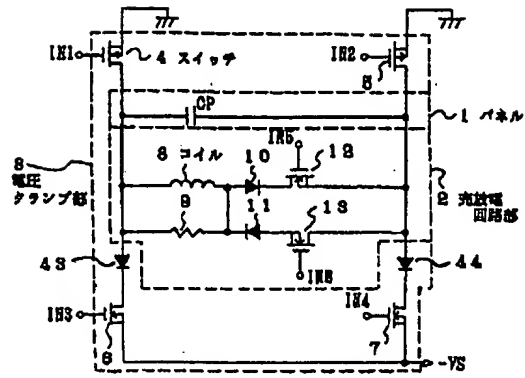 IN1
4 スイッチ
IN2
5
CP
1 パネル
3
電圧
クランプ部
8 コイル
10
IN5
12
9
11
13
2 充放電
回路部
43
44
IN6
IN3
6
IN4
7
-VS